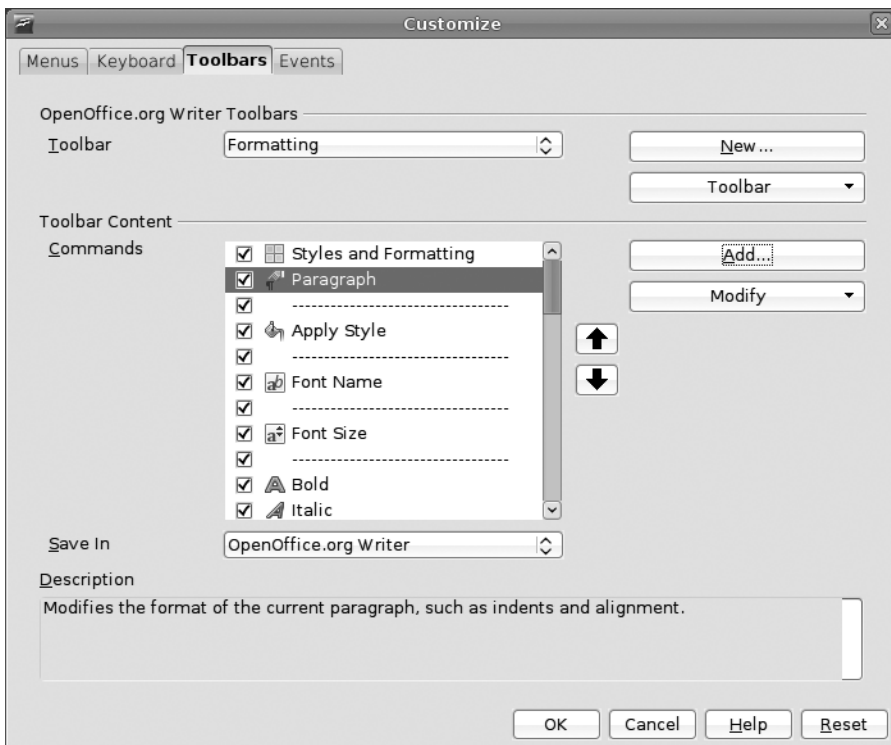 Customize
Menus Keyboard Toolbars Events
OpenOffice.org Writer Toolbars
Toolbar Formatting New ...
Toolbar
Toolbar Content
Commands Styles and Formatting Add...
Paragraph Modify
----------------------------------
Apply Style
----------------------------------
Font Name
----------------------------------
Font Size
----------------------------------
Bold
Italic
Save In OpenOffice.org Writer
Description
Modifies the format of the current paragraph, such as indents and alignment.
OK Cancel Help Reset